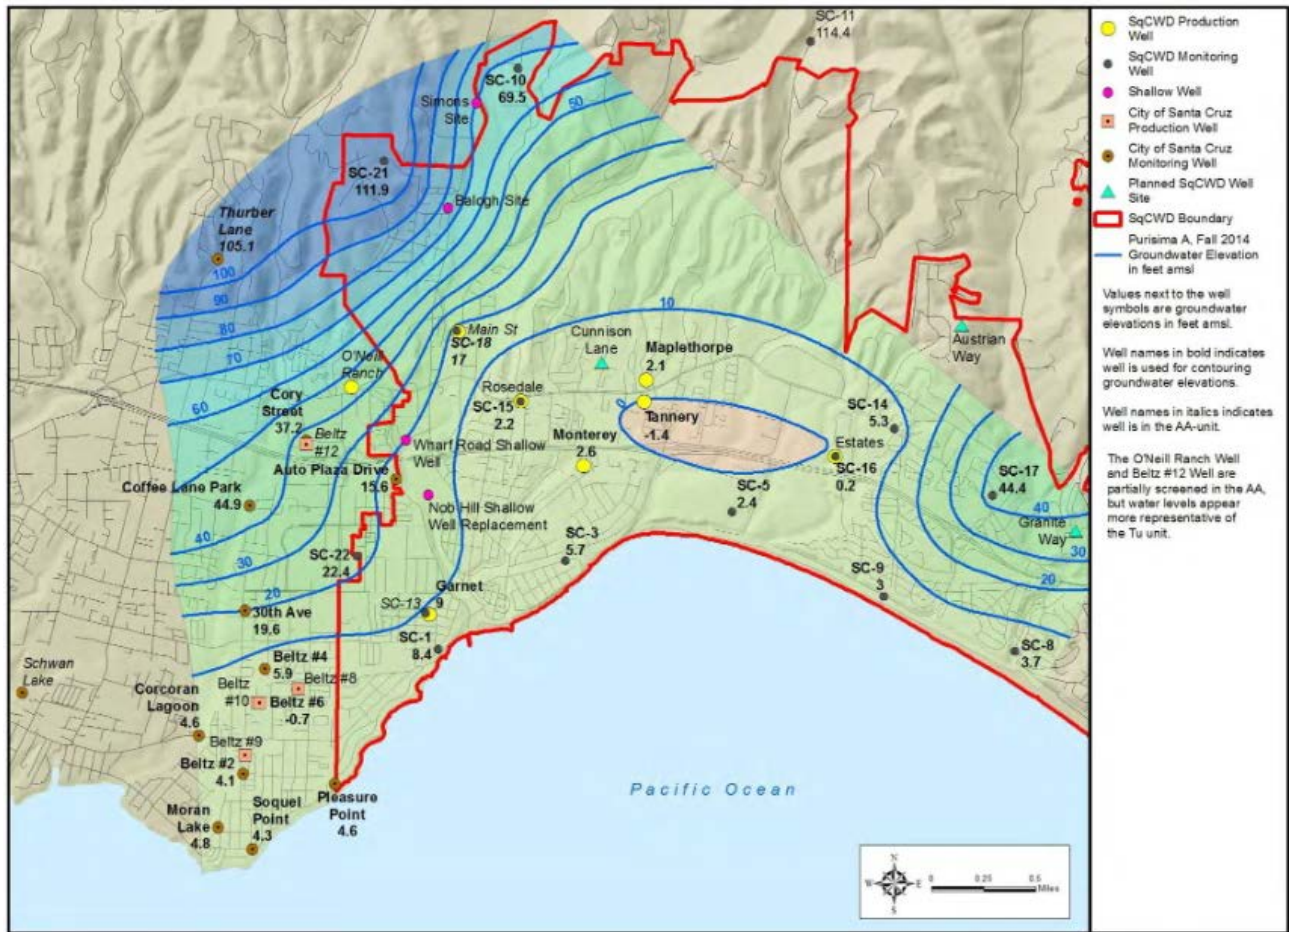 SC-11
114.4
SC-10
69.5
Simons
Site
50
SC-21
111.9
Balogh Site
Thurber
Lane
105.1
100
90
80
70
60
10
Main St
SC-18
17
Cunnison
Lane
Maplethorpe
2.1
O'Neill
Ranch
Rosedale
SC-15
2.2
0
Tannery
-1.4
Austrian
Way
Cory
Street
37.2
Beltz
#12
SC-14
5.3
Monterey
2.6
Estates
SC-16
0.2
Wharf Road Shallow
Well
Auto Plaza Drive
15.6
SC-17
44.4
Coffee Lane Park
44.9
Nob Hill Shallow
Well Replacement
SC-5
2.4
40
Granite
Way
30
20
40
30
20
SC-3
5.7
SC-22
22.4
SC-9
3
Garnet
9
SC-13
30th Ave
19.6
SC-1
8.4
SC-8
3.7
Schwan
Lake
Beltz #4
5.9
Beltz #8
Beltz
#10
Beltz #6
-0.7
Corcoran
Lagoon
4.6
Beltz #9
Beltz #2
4.1
Pleasure
Point
4.6
Soquel
Point
4.3
Moran
Lake
4.8
Pacific Ocean
N
W
E
S
0
0.25
0.5
Miles
SqCWD Production
Well
SqCWD Monitoring
Well
Shallow Well
City of Santa Cruz
Production Well
City of Santa Cruz
Monitoring Well
Planned SqCWD Well
Site
SqCWD Boundary
Purisima A, Fall 2014
Groundwater Elevation
in feet amsl
Values next to the well
symbols are groundwater
elevations in feet amsl.
Well names in bold indicates
well is used for contouring
groundwater elevations.
Well names in italics indicates
well is in the AA-unit.
The O'Neill Ranch Well
and Beltz #12 Well are
partially screened in the AA,
but water levels appear
more representative of
the Tu unit.